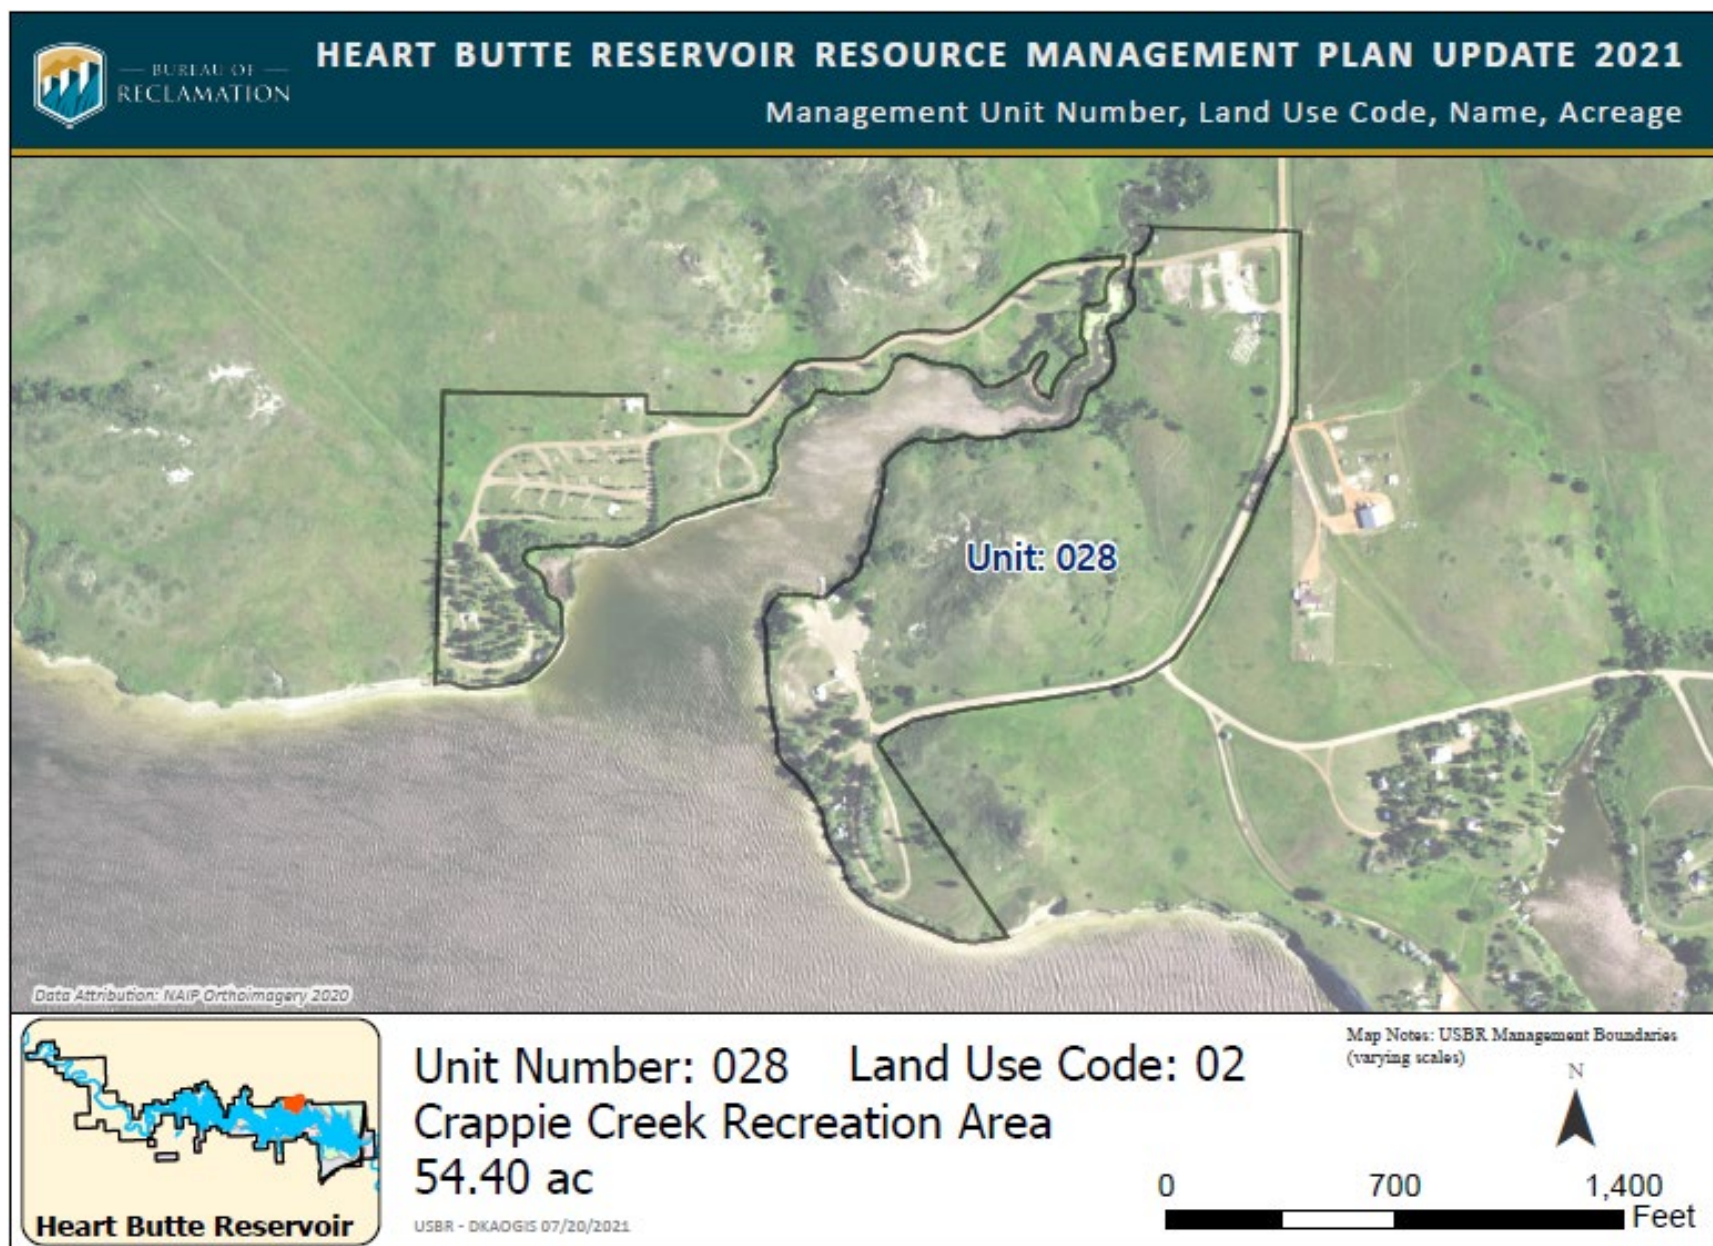 BUREAU OF
RECLAMATION
HEART BUTTE RESERVOIR RESOURCE MANAGEMENT PLAN UPDATE 2021
Management Unit Number, Land Use Code, Name, Acreage
Unit: 028
Data Attribution: NAIP Orthoimagery 2020
Heart Butte Reservoir
Unit Number: 028 Land Use Code: 02
Crappie Creek Recreation Area
54.40 ac
USBR - DKAOGIS 07/20/2021
Map Notes: USBR Management Boundaries
(varying scales)
N
0 700 1,400
Feet